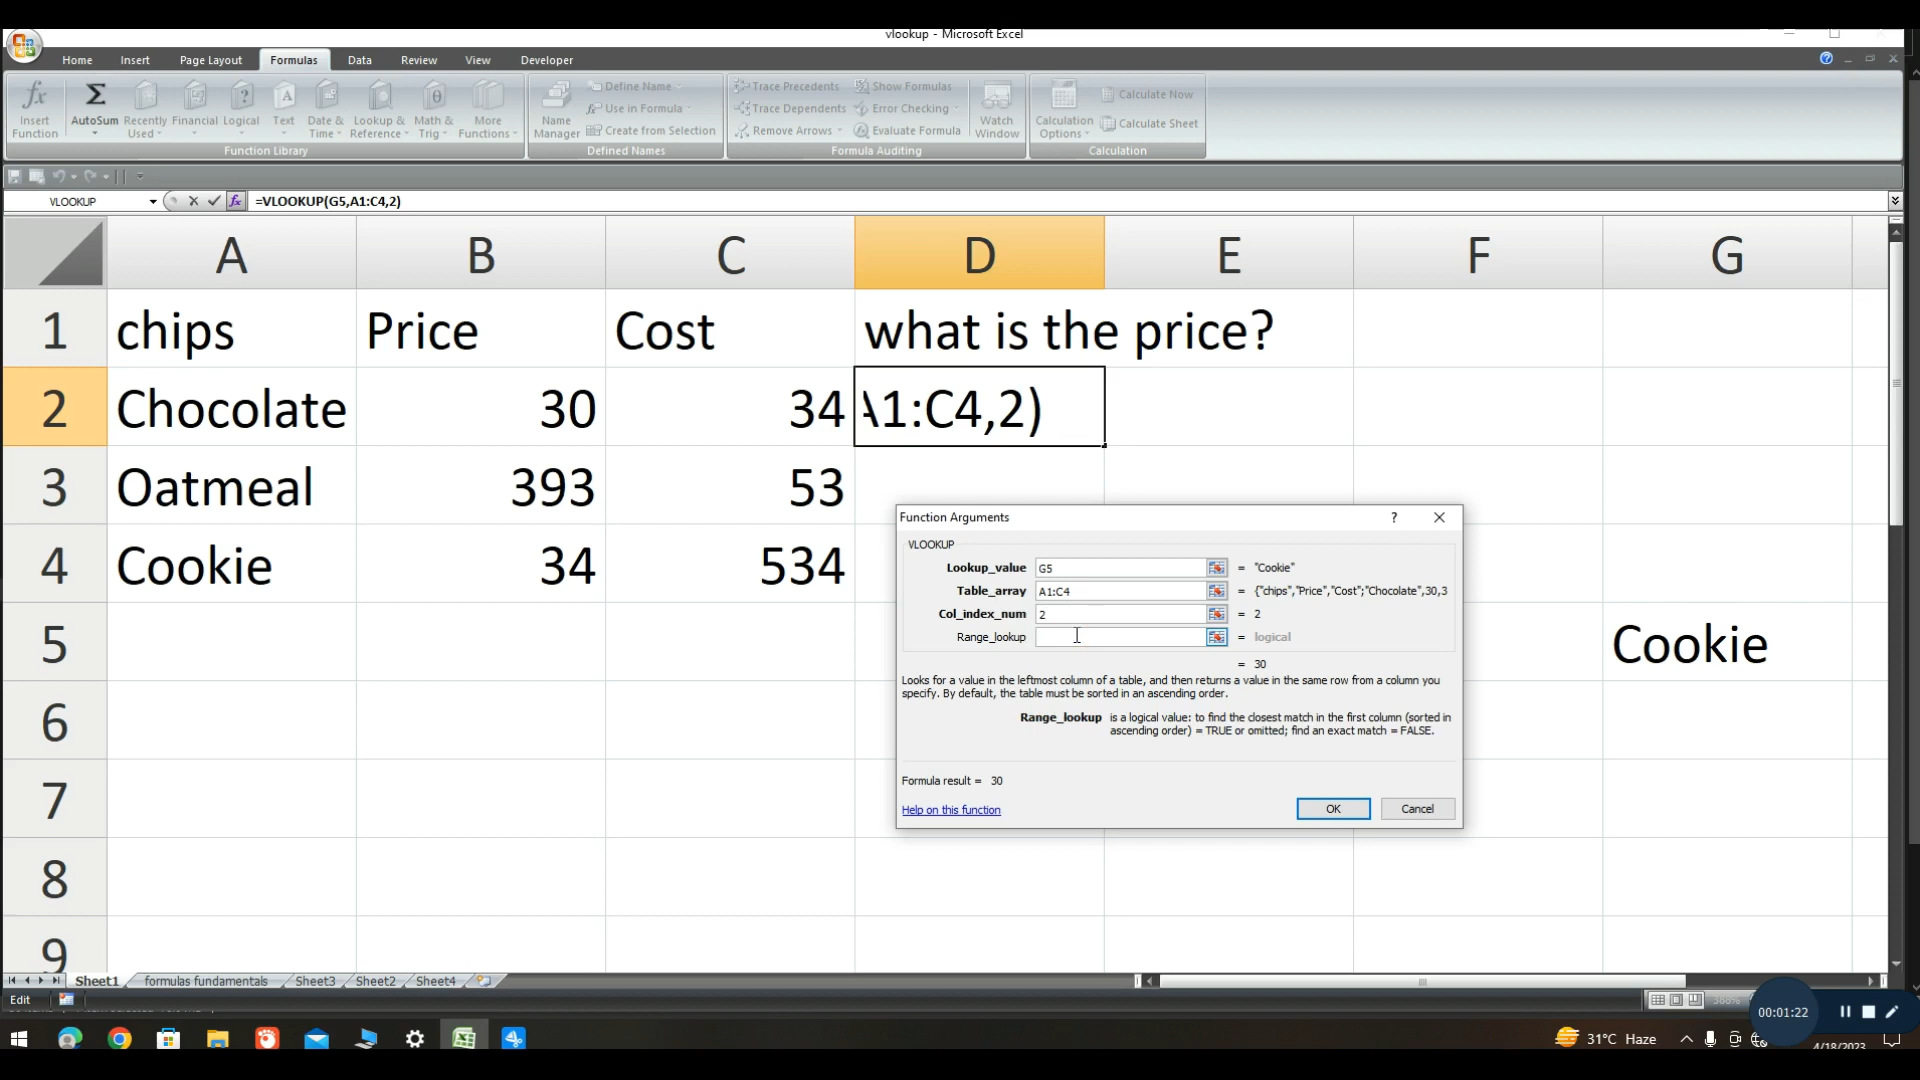 vlookup - Microsoft Excel
Home Insert Page Layout Formulas Data Review View Developer
fx Insert Function
Σ AutoSum
Recently Used
Financial
Logical
Text
Date & Time
Lookup & Reference
Math & Trig
More Functions
Function Library
Name Manager
Define Name
Use in Formula
Create from Selection
Defined Names
Trace Precedents
Trace Dependents
Remove Arrows
Show Formulas
Error Checking
Evaluate Formula
Watch Window
Formula Auditing
Calculation Options
Calculate Now
Calculate Sheet
Calculation
VLOOKUP fx =VLOOKUP(G5,A1:C4,2)
A B C D E F G
1 chips Price Cost what is the price?
2 Chocolate 30 34 A1:C4,2)
3 Oatmeal 393 53
4 Cookie 34 534
5 Cookie
6
7
8
9
Function Arguments ?
VLOOKUP
Lookup_value G5 = "Cookie"
Table_array A1:C4 = {"chips","Price","Cost";"Chocolate",30,3
Col_index_num 2 = 2
Range_lookup = logical
= 30
Looks for a value in the leftmost column of a table, and then returns a value in the same row from a column you
specify. By default, the table must be sorted in an ascending order.
Range_lookup is a logical value: to find the closest match in the first column (sorted in
ascending order) = TRUE or omitted; find an exact match = FALSE.
Formula result = 30
Help on this function OK Cancel
Sheet1 formulas fundamentals Sheet3 Sheet2 Sheet4
Edit
00:01:22
31°C Haze
4/18/2023